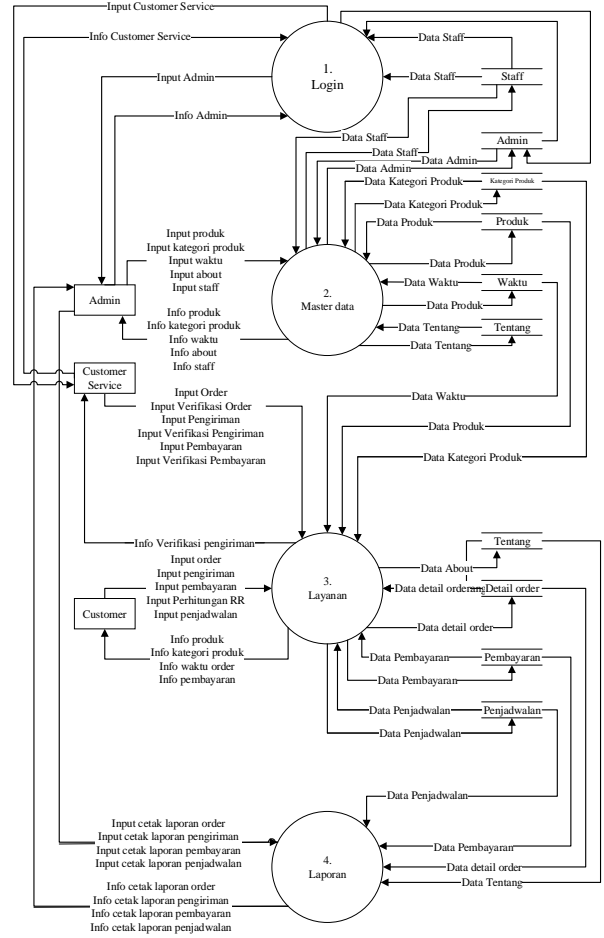 Input Customer Service
Info Customer Service
Input Admin
Info Admin
1.
Login
Data Staff
Data Staff
Staff
Data Staff
Data Staff
Admin
Data Admin
Data Admin
Data Kategori Produk
Kategori Produk
Data Kategori Produk
Data Produk
Produk
Data Produk
Data Waktu
Waktu
Data Produk
Data Tentang
Tentang
Data Tentang
Input produk
Input kategori produk
Input waktu
Input about
Input staff
Admin
2.
Master data
Info produk
Info kategori produk
Info waktu
Info about
Info staff
Customer
Service
Input Order
Input Verifikasi Order
Input Pengiriman
Input Verifikasi Pengiriman
Input Pembayaran
Input Verifikasi Pembayaran
Data Waktu
Data Produk
Data Kategori Produk
Info Verifikasi pengiriman
Input order
Input pengiriman
Input pembayaran
Input Perhitungan RR
Input penjadwalan
Customer
Info produk
Info kategori produk
Info waktu order
Info pembayaran
3.
Layanan
Tentang
Data About
Data detail orderang
Detail order
Data detail order
Data Pembayaran
Pembayaran
Data Pembayaran
Data Penjadwalan
Penjadwalan
Data Penjadwalan
Data Penjadwalan
Input cetak laporan order
Input cetak laporan pengiriman
Input cetak laporan pembayaran
Input cetak laporan penjadwalan
4.
Laporan
Data Pembayaran
Data detail order
Data Tentang
Info cetak laporan order
Info cetak laporan pengiriman
Info cetak laporan pembayaran
Info cetak laporan penjadwalan